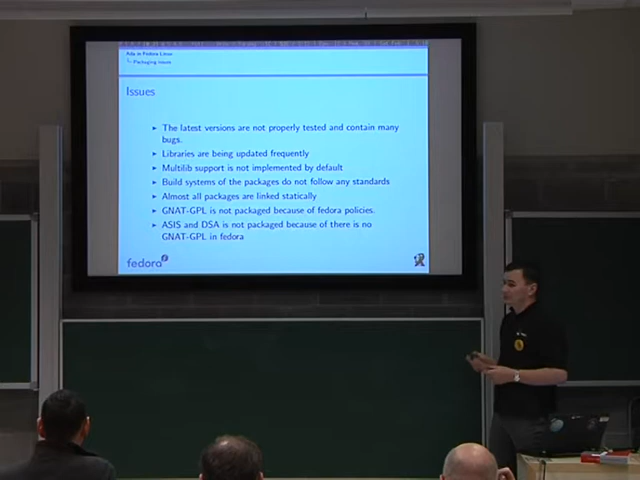 Ada in Fedora Linux
Packaging issues
Issues
The latest versions are not properly tested and contain many
bugs.
Libraries are being updated frequently
Multilib support is not implemented by default
Build systems of the packages do not follow any standards
Almost all packages are linked statically
GNAT-GPL is not packaged because of fedora policies.
ASIS and DSA is not packaged because of there is no
GNAT-GPL in fedora
fedora